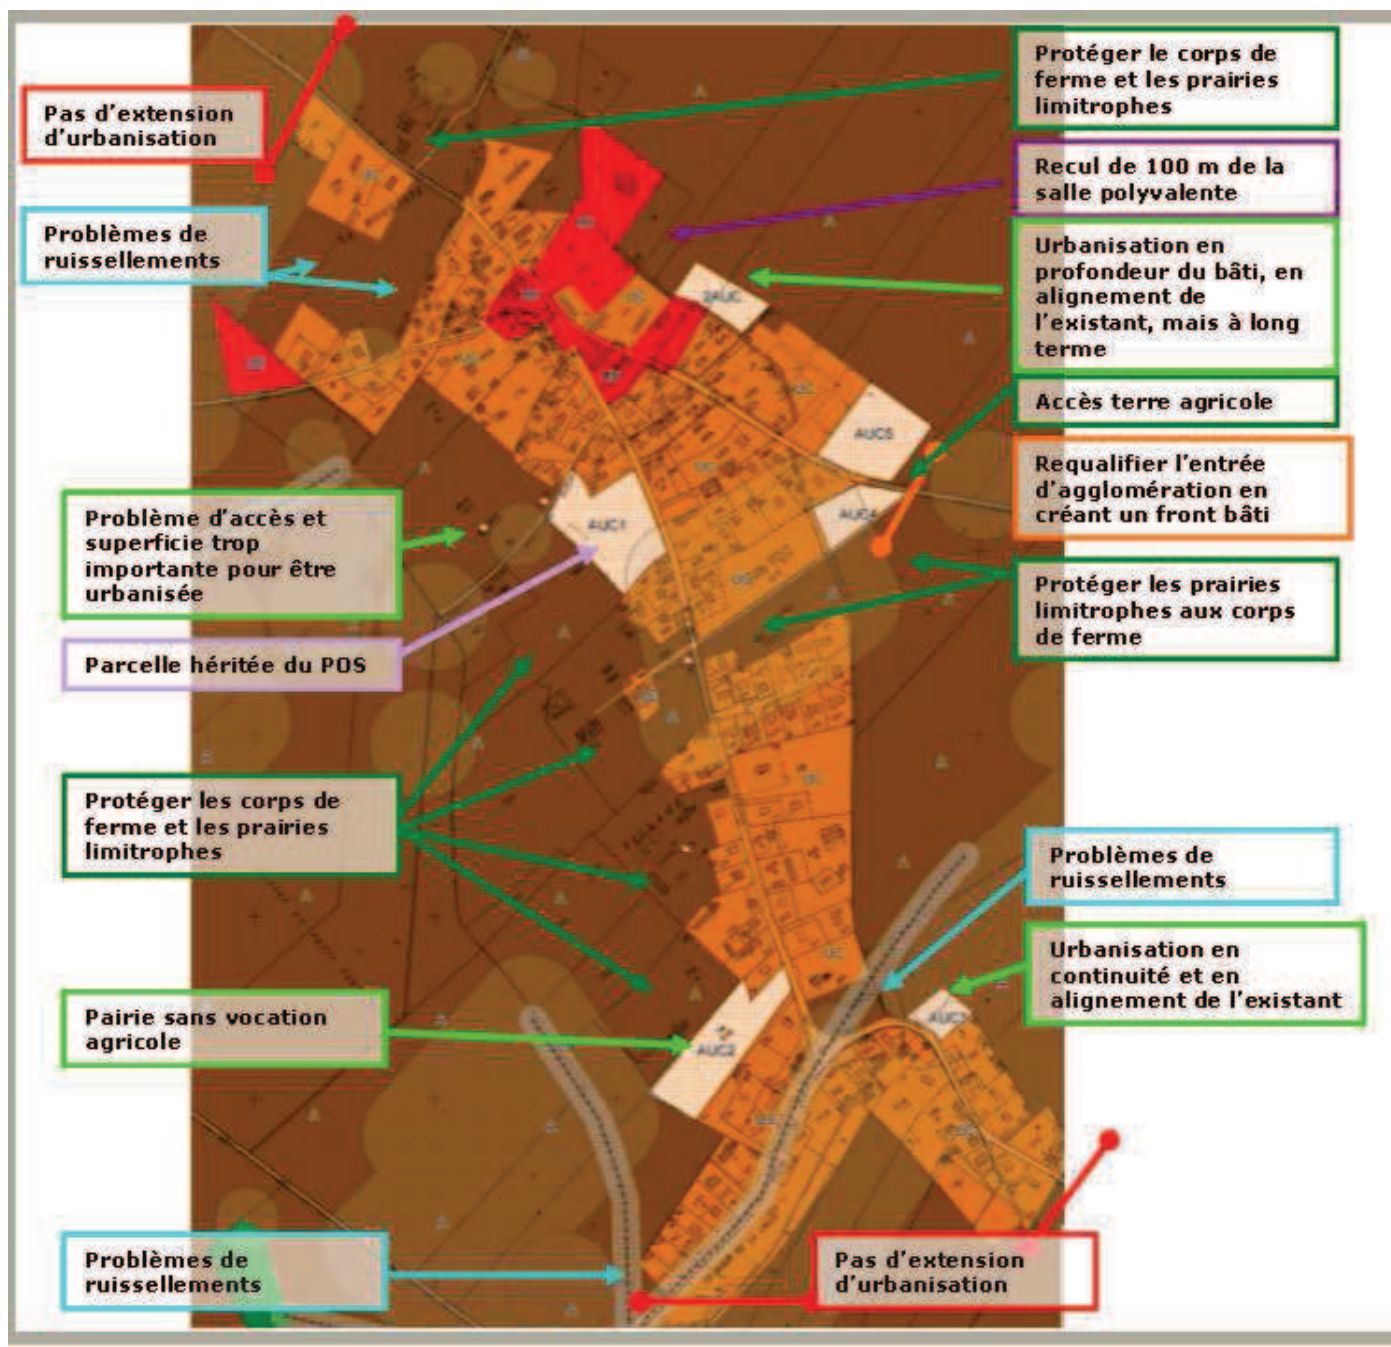 Pas d'extension
d'urbanisation
Problèmes de
ruissellements
Problème d'accès et
superficie trop
importante pour être
urbanisée
Parcelle héritée du POS
Protéger les corps de
ferme et les prairies
limitrophes
Pairie sans vocation
agricole
Problèmes de
ruissellements
Protéger le corps de
ferme et les prairies
limitrophes
Recul de 100 m de la
salle polyvalente
Urbanisation en
profondeur du bâti, en
alignement de
l'existant, mais à long
terme
Accès terre agricole
Requalifier l'entrée
d'agglomération en
créant un front bâti
Protéger les prairies
limitrophes aux corps
de ferme
Problèmes de
ruissellements
Urbanisation en
continuité et en
alignement de l'existant
Pas d'extension
d'urbanisation
2AUC
AUC5
AUC4
AUC1
AUC2
AUC3